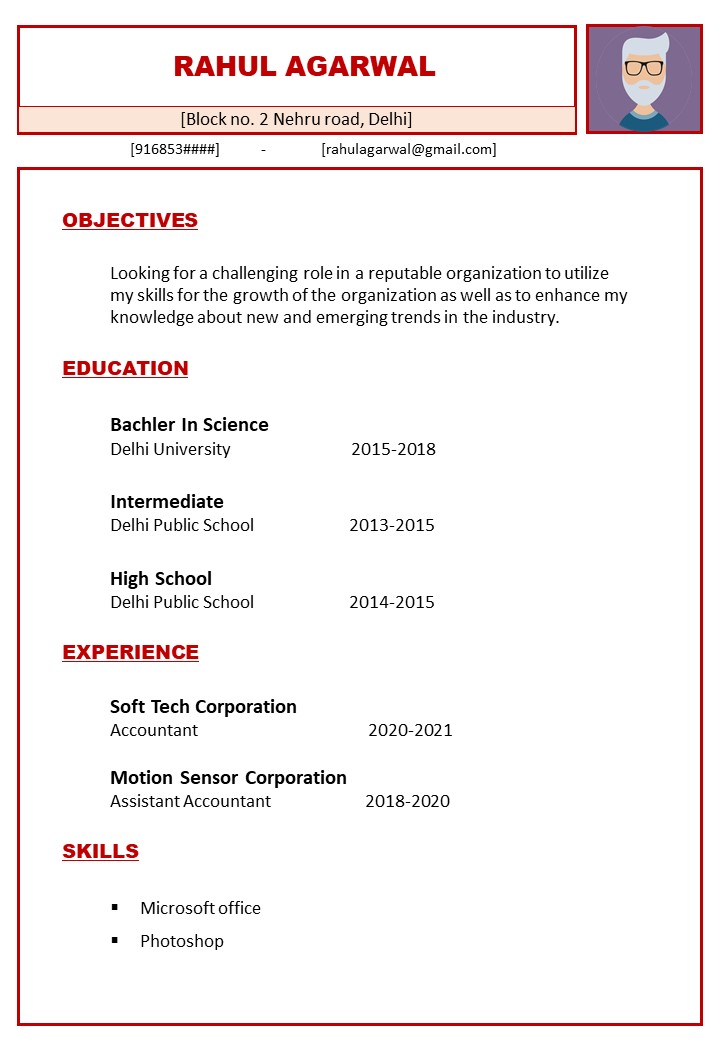 RAHUL AGARWAL
[Block no. 2 Nehru road, Delhi]
[916853####] - [rahulagarwal@gmail.com]
OBJECTIVES
Looking for a challenging role in a reputable organization to utilize
my skills for the growth of the organization as well as to enhance my
knowledge about new and emerging trends in the industry.
EDUCATION
Bachler In Science
Delhi University 2015-2018
Intermediate
Delhi Public School 2013-2015
High School
Delhi Public School 2014-2015
EXPERIENCE
Soft Tech Corporation
Accountant 2020-2021
Motion Sensor Corporation
Assistant Accountant 2018-2020
SKILLS
▪ Microsoft office
▪ Photoshop